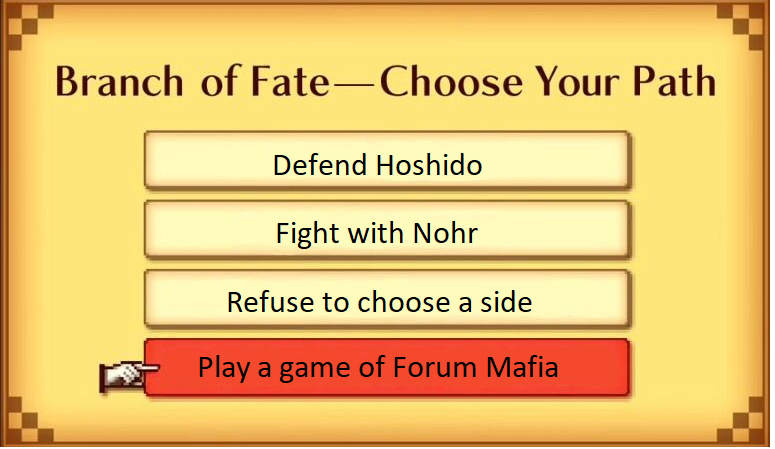 Branch of Fate—Choose Your Path
Defend Hoshido
Fight with Nohr
Refuse to choose a side
Play a game of Forum Mafia